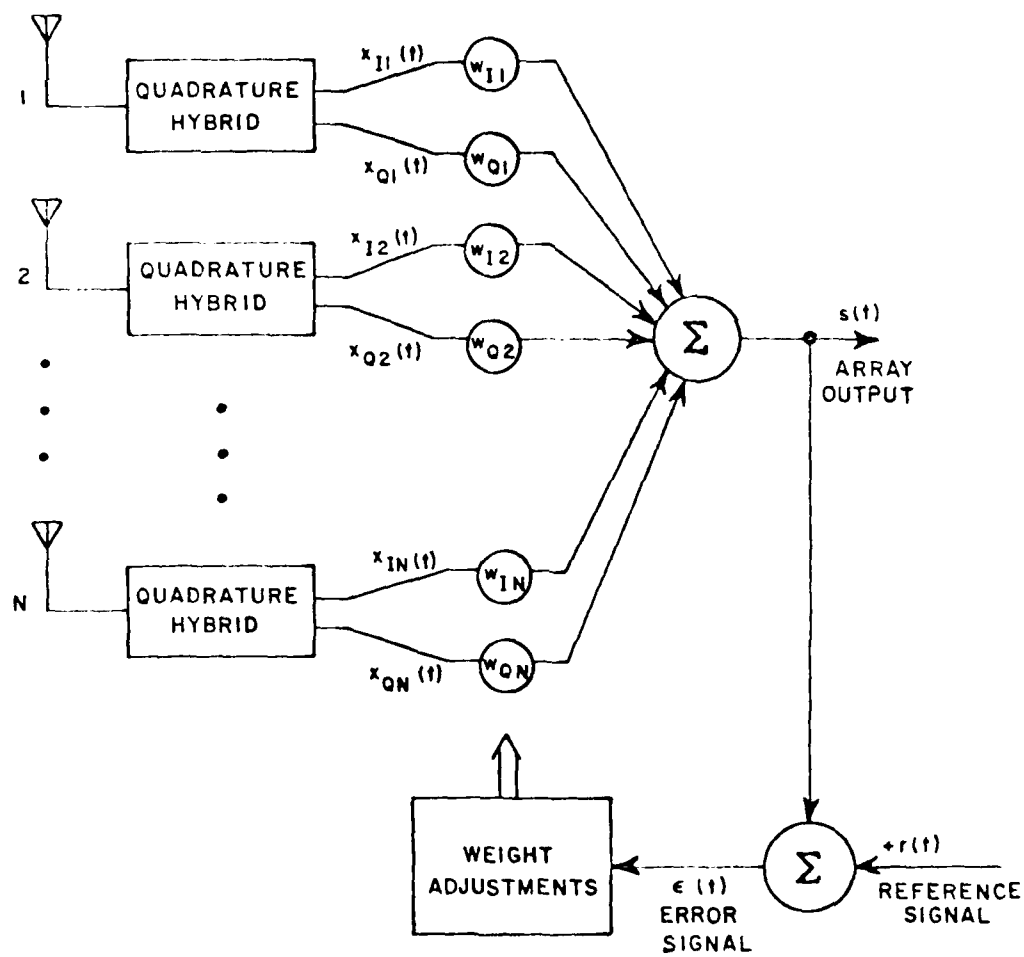 1
QUADRATURE
HYBRID
x_I1(t)
w_I1
x_Q1(t)
w_Q1
2
QUADRATURE
HYBRID
x_I2(t)
w_I2
x_Q2(t)
w_Q2
Σ
s(t)
ARRAY
OUTPUT
N
QUADRATURE
HYBRID
x_IN(t)
w_IN
x_QN(t)
w_QN
WEIGHT
ADJUSTMENTS
ϵ(t)
ERROR
SIGNAL
Σ
+r(t)
REFERENCE
SIGNAL